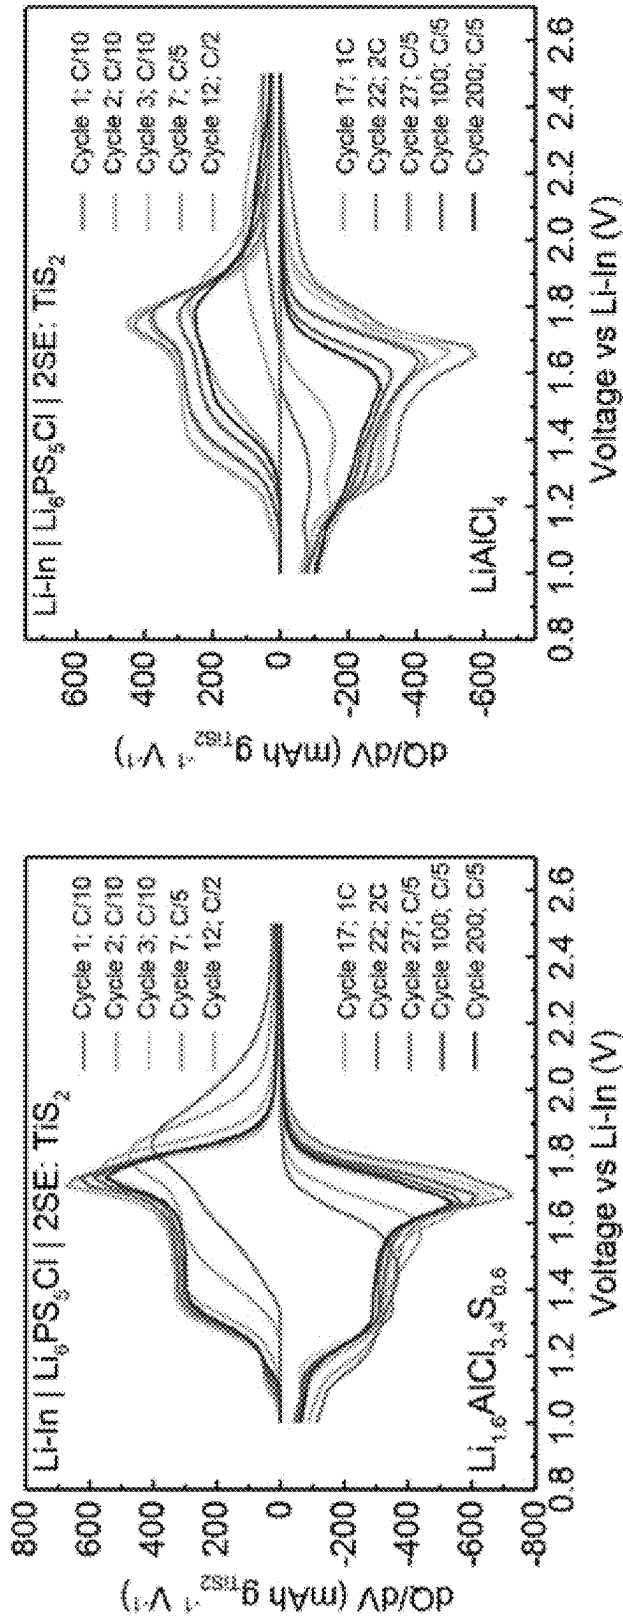 800
600
400
200
0
-200
-400
-600
-800
dQ/dV (mAh g_TiS2^-1 V^-1)
Li-In | Li6PS5Cl | 2SE: TiS2
Cycle 1; C/10
Cycle 2; C/10
Cycle 3; C/10
Cycle 7; C/5
Cycle 12; C/2
Cycle 17; 1C
Cycle 22; 2C
Cycle 27; C/5
Cycle 100; C/5
Cycle 200; C/5
Li1.6AlCl3.4S0.6
0.8 1.0 1.2 1.4 1.6 1.8 2.0 2.2 2.4 2.6
Voltage vs Li-In (V)
600
400
200
0
-200
-400
-600
dQ/dV (mAh g_TiS2^-1 V^-1)
Li-In | Li6PS5Cl | 2SE: TiS2
Cycle 1; C/10
Cycle 2; C/10
Cycle 3; C/10
Cycle 7; C/5
Cycle 12; C/2
Cycle 17; 1C
Cycle 22; 2C
Cycle 27; C/5
Cycle 100; C/5
Cycle 200; C/5
LiAlCl4
0.8 1.0 1.2 1.4 1.6 1.8 2.0 2.2 2.4 2.6
Voltage vs Li-In (V)